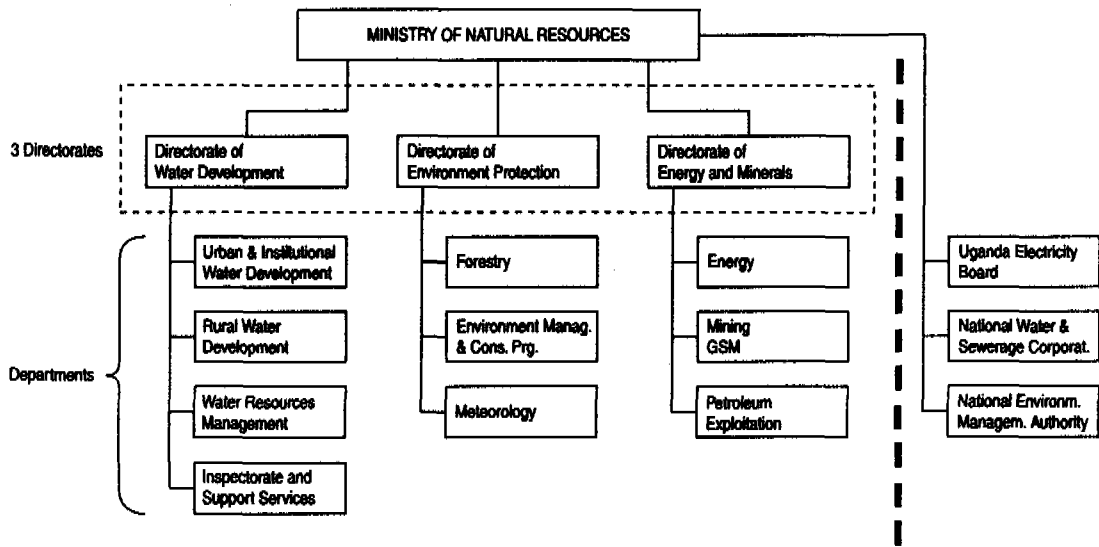 MINISTRY OF NATURAL RESOURCES
3 Directorates
Directorate of
Water Development
Directorate of
Environment Protection
Directorate of
Energy and Minerals
Departments
Urban & Institutional
Water Development
Rural Water
Development
Water Resources
Management
Inspectorate and
Support Services
Forestry
Environment Manag.
& Cons. Prg.
Meteorology
Energy
Mining
GSM
Petroleum
Exploitation
Uganda Electricity
Board
National Water &
Sewerage Corporat.
National Environm.
Managem. Authority